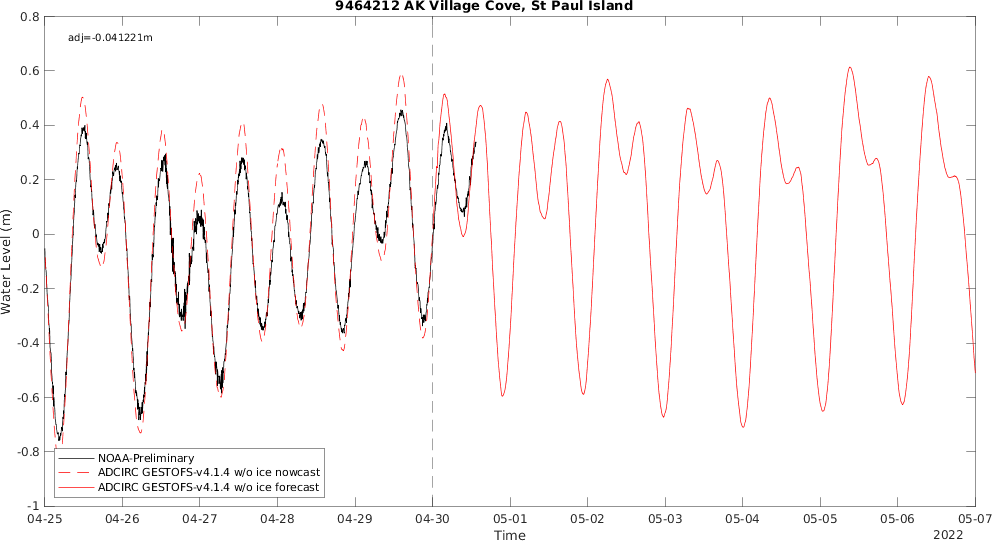 9464212 AK Village Cove, St Paul Island
adj=-0.041221m
Water Level (m)
0.8
0.6
0.4
0.2
0
-0.2
-0.4
-0.6
-0.8
-1
NOAA-Preliminary
ADCIRC GESTOFS-v4.1.4 w/o ice nowcast
ADCIRC GESTOFS-v4.1.4 w/o ice forecast
04-25 04-26 04-27 04-28 04-29 04-30 05-01 05-02 05-03 05-04 05-05 05-06 05-07
Time
2022